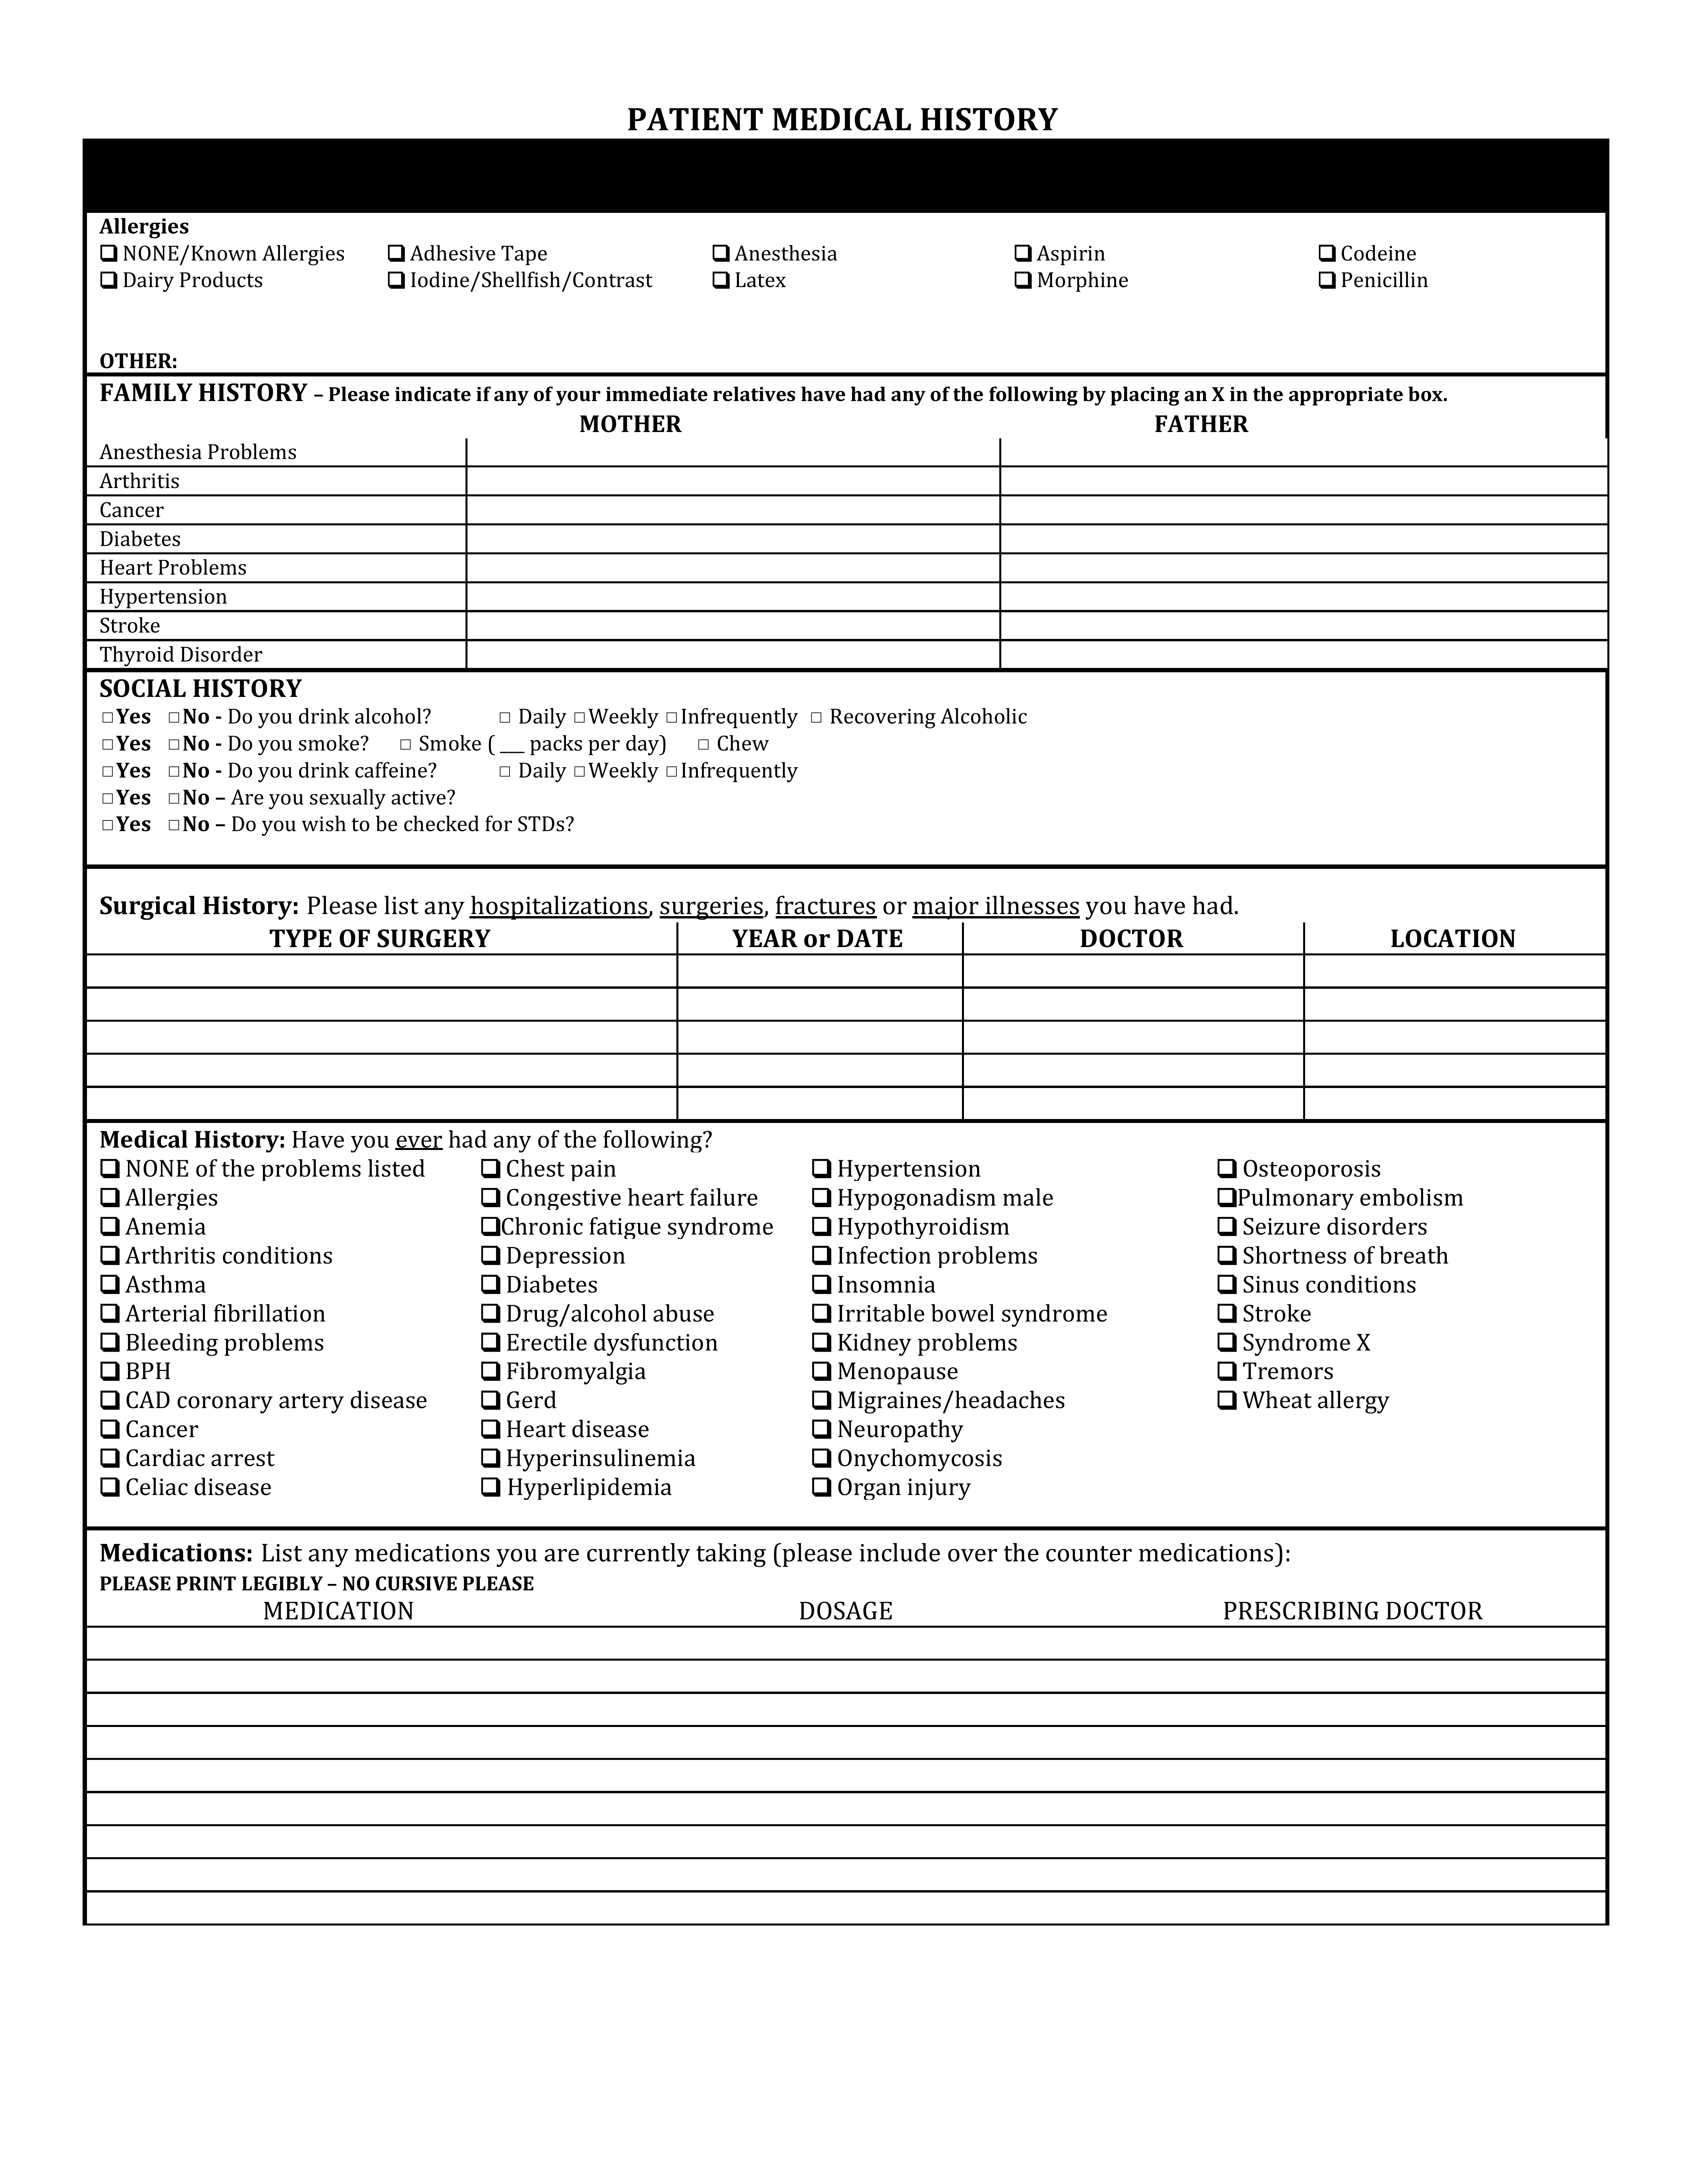 PATIENT MEDICAL HISTORY
Allergies
❏ NONE/Known Allergies ❏ Adhesive Tape ❏ Anesthesia ❏ Aspirin ❏ Codeine
❏ Dairy Products ❏ Iodine/Shellfish/Contrast ❏ Latex ❏ Morphine ❏ Penicillin
OTHER:
FAMILY HISTORY – Please indicate if any of your immediate relatives have had any of the following by placing an X in the appropriate box.
MOTHER FATHER
Anesthesia Problems
Arthritis
Cancer
Diabetes
Heart Problems
Hypertension
Stroke
Thyroid Disorder
SOCIAL HISTORY
□ Yes □ No - Do you drink alcohol? □ Daily □ Weekly □ Infrequently □ Recovering Alcoholic
□ Yes □ No - Do you smoke? □ Smoke ( ___ packs per day) □ Chew
□ Yes □ No - Do you drink caffeine? □ Daily □ Weekly □ Infrequently
□ Yes □ No – Are you sexually active?
□ Yes □ No – Do you wish to be checked for STDs?
Surgical History: Please list any hospitalizations, surgeries, fractures or major illnesses you have had.
TYPE OF SURGERY YEAR or DATE DOCTOR LOCATION
Medical History: Have you ever had any of the following?
❏ NONE of the problems listed ❏ Chest pain ❏ Hypertension ❏ Osteoporosis
❏ Allergies ❏ Congestive heart failure ❏ Hypogonadism male ❏Pulmonary embolism
❏ Anemia ❏Chronic fatigue syndrome ❏ Hypothyroidism ❏ Seizure disorders
❏ Arthritis conditions ❏ Depression ❏ Infection problems ❏ Shortness of breath
❏ Asthma ❏ Diabetes ❏ Insomnia ❏ Sinus conditions
❏ Arterial fibrillation ❏ Drug/alcohol abuse ❏ Irritable bowel syndrome ❏ Stroke
❏ Bleeding problems ❏ Erectile dysfunction ❏ Kidney problems ❏ Syndrome X
❏ BPH ❏ Fibromyalgia ❏ Menopause ❏ Tremors
❏ CAD coronary artery disease ❏ Gerd ❏ Migraines/headaches ❏ Wheat allergy
❏ Cancer ❏ Heart disease ❏ Neuropathy
❏ Cardiac arrest ❏ Hyperinsulinemia ❏ Onychomycosis
❏ Celiac disease ❏ Hyperlipidemia ❏ Organ injury
Medications: List any medications you are currently taking (please include over the counter medications):
PLEASE PRINT LEGIBLY – NO CURSIVE PLEASE
MEDICATION DOSAGE PRESCRIBING DOCTOR